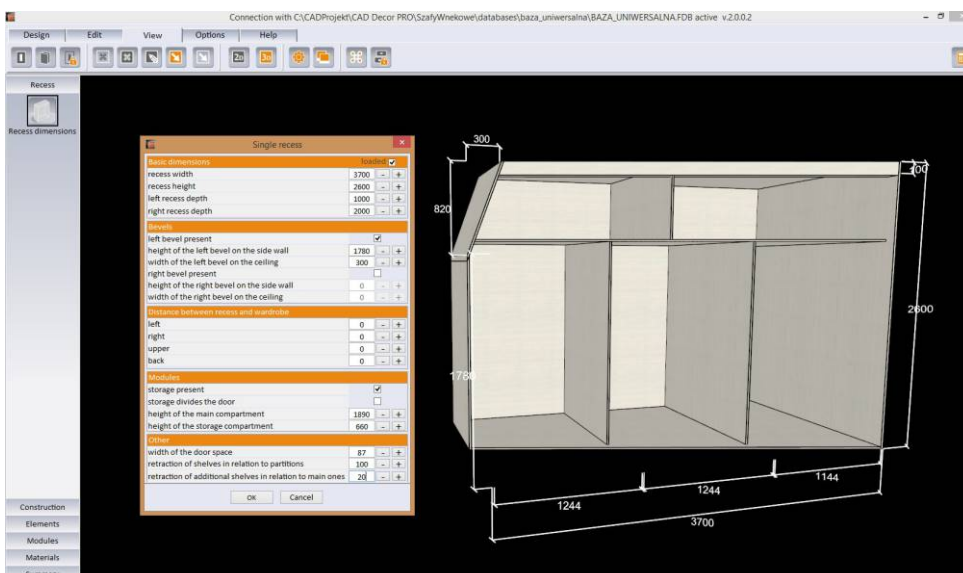 Connection with C:\CADProjekt\CAD Decor PRO\SzafyWnekowe\databases\baza_uniwersalna\BAZA_UNIWERSALNA.FDB active v.2.0.0.2
Design Edit View Options Help
2D 3D
Recess
Recess dimensions
Single recess
Basic dimensions loaded
recess width 3700 - +
recess height 2600 - +
left recess depth 1000 - +
right recess depth 2000 - +
Bevels
left bevel present
height of the left bevel on the side wall 1780 - +
width of the left bevel on the ceiling 300 - +
right bevel present
height of the right bevel on the side wall 0 - +
width of the right bevel on the ceiling 0 - +
Distance between recess and wardrobe
left 0 - +
right 0 - +
upper 0 - +
back 0 - +
Modules
storage present
storage divides the door
height of the main compartment 1890 - +
height of the storage compartment 660 - +
Other
width of the door space 87 - +
retraction of shelves in relation to partitions 100 - +
retraction of additional shelves in relation to main ones 20 - +
OK Cancel
300
100
820
2600
1780
1144
1244
1244
3700
Construction
Elements
Modules
Materials